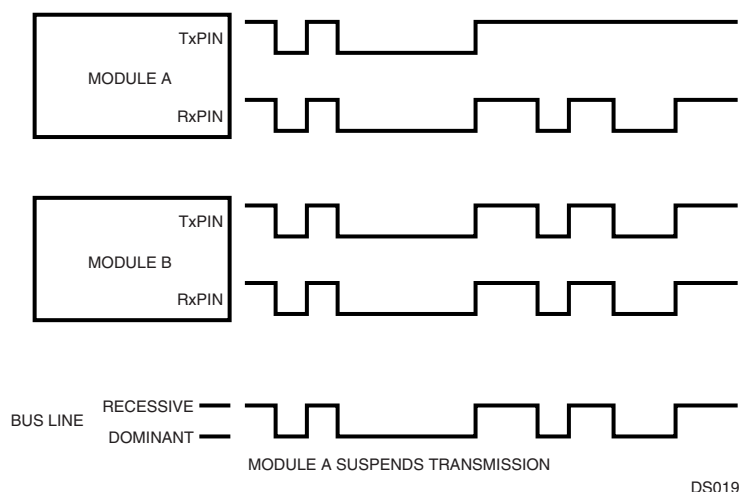 TxPIN
MODULE A
RxPIN
TxPIN
MODULE B
RxPIN
RECESSIVE
BUS LINE
DOMINANT
MODULE A SUSPENDS TRANSMISSION
DS019